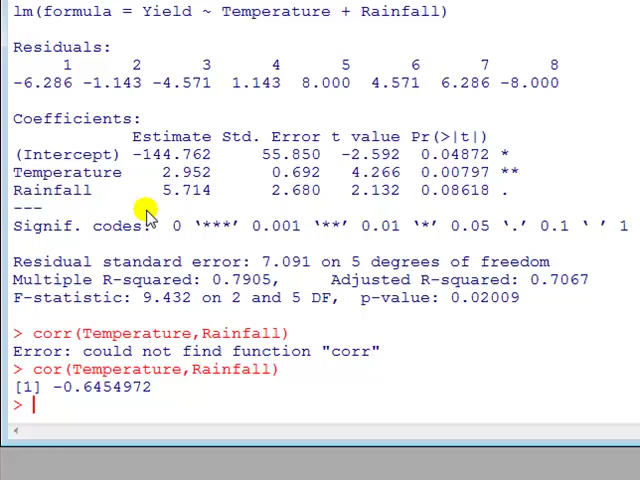 lm(formula = Yield ~ Temperature + Rainfall)
Residuals:
1 2 3 4 5 6 7 8
-6.286 -1.143 -4.571 1.143 8.000 4.571 6.286 -8.000
Coefficients:
Estimate Std. Error t value Pr(>|t|)
(Intercept) -144.762 55.850 -2.592 0.04872 *
Temperature 2.952 0.692 4.266 0.00797 **
Rainfall 5.714 2.680 2.132 0.08618 .
---
Signif. codes: 0 ‘***’ 0.001 ‘**’ 0.01 ‘*’ 0.05 ‘.’ 0.1 ‘ ’ 1
Residual standard error: 7.091 on 5 degrees of freedom
Multiple R-squared: 0.7905, Adjusted R-squared: 0.7067
F-statistic: 9.432 on 2 and 5 DF, p-value: 0.02009
> corr(Temperature,Rainfall)
Error: could not find function "corr"
> cor(Temperature,Rainfall)
[1] -0.6454972
>